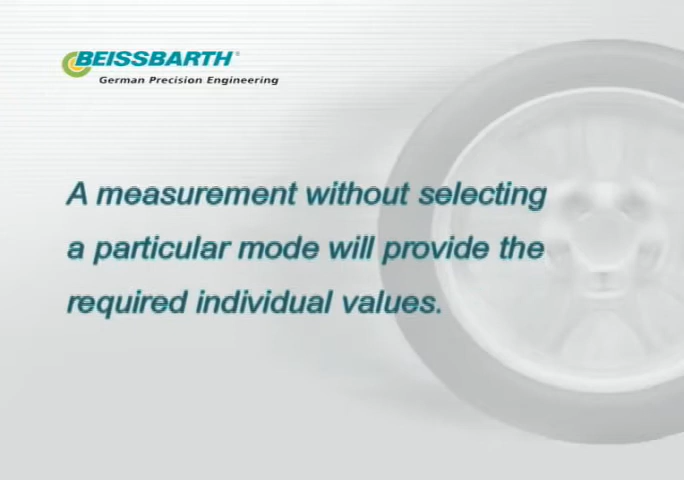 BEISSBARTH®
German Precision Engineering
A measurement without selecting
a particular mode will provide the
required individual values.